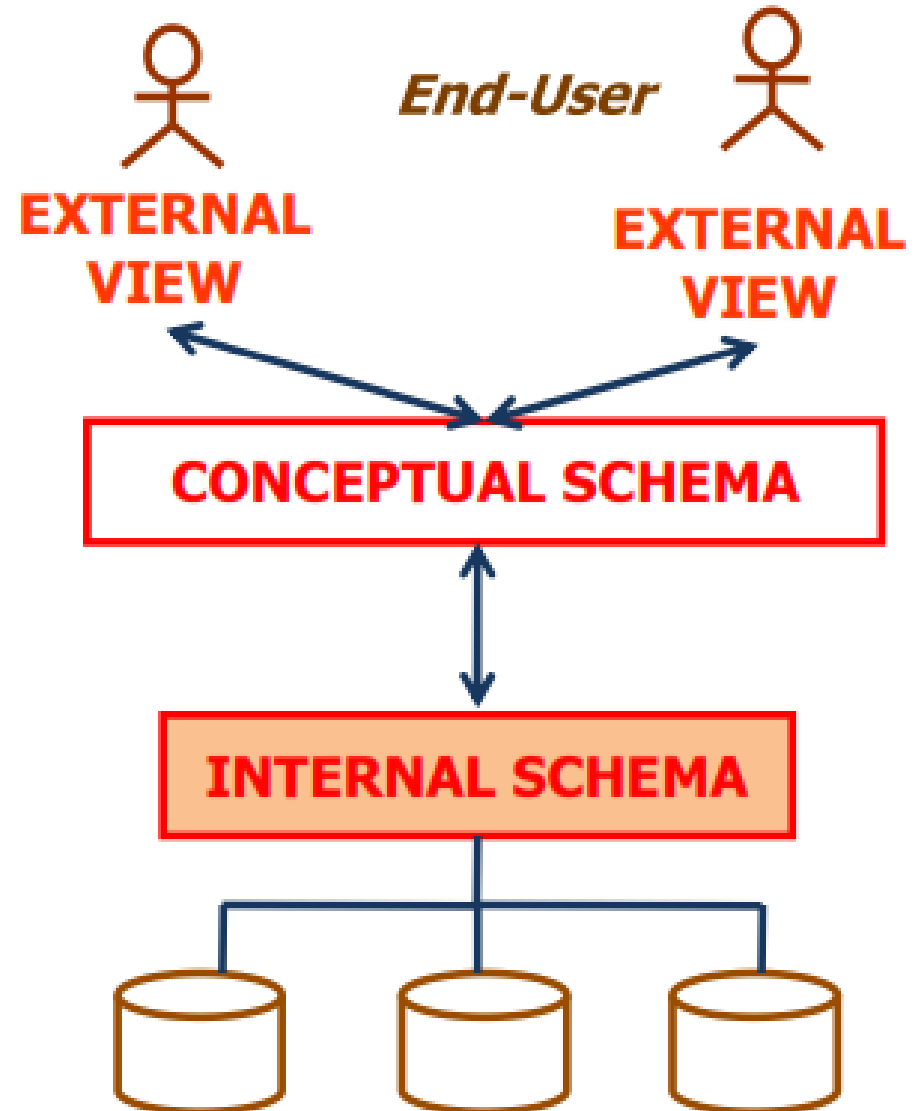 End-User
EXTERNAL
VIEW
EXTERNAL
VIEW
CONCEPTUAL SCHEMA
INTERNAL SCHEMA